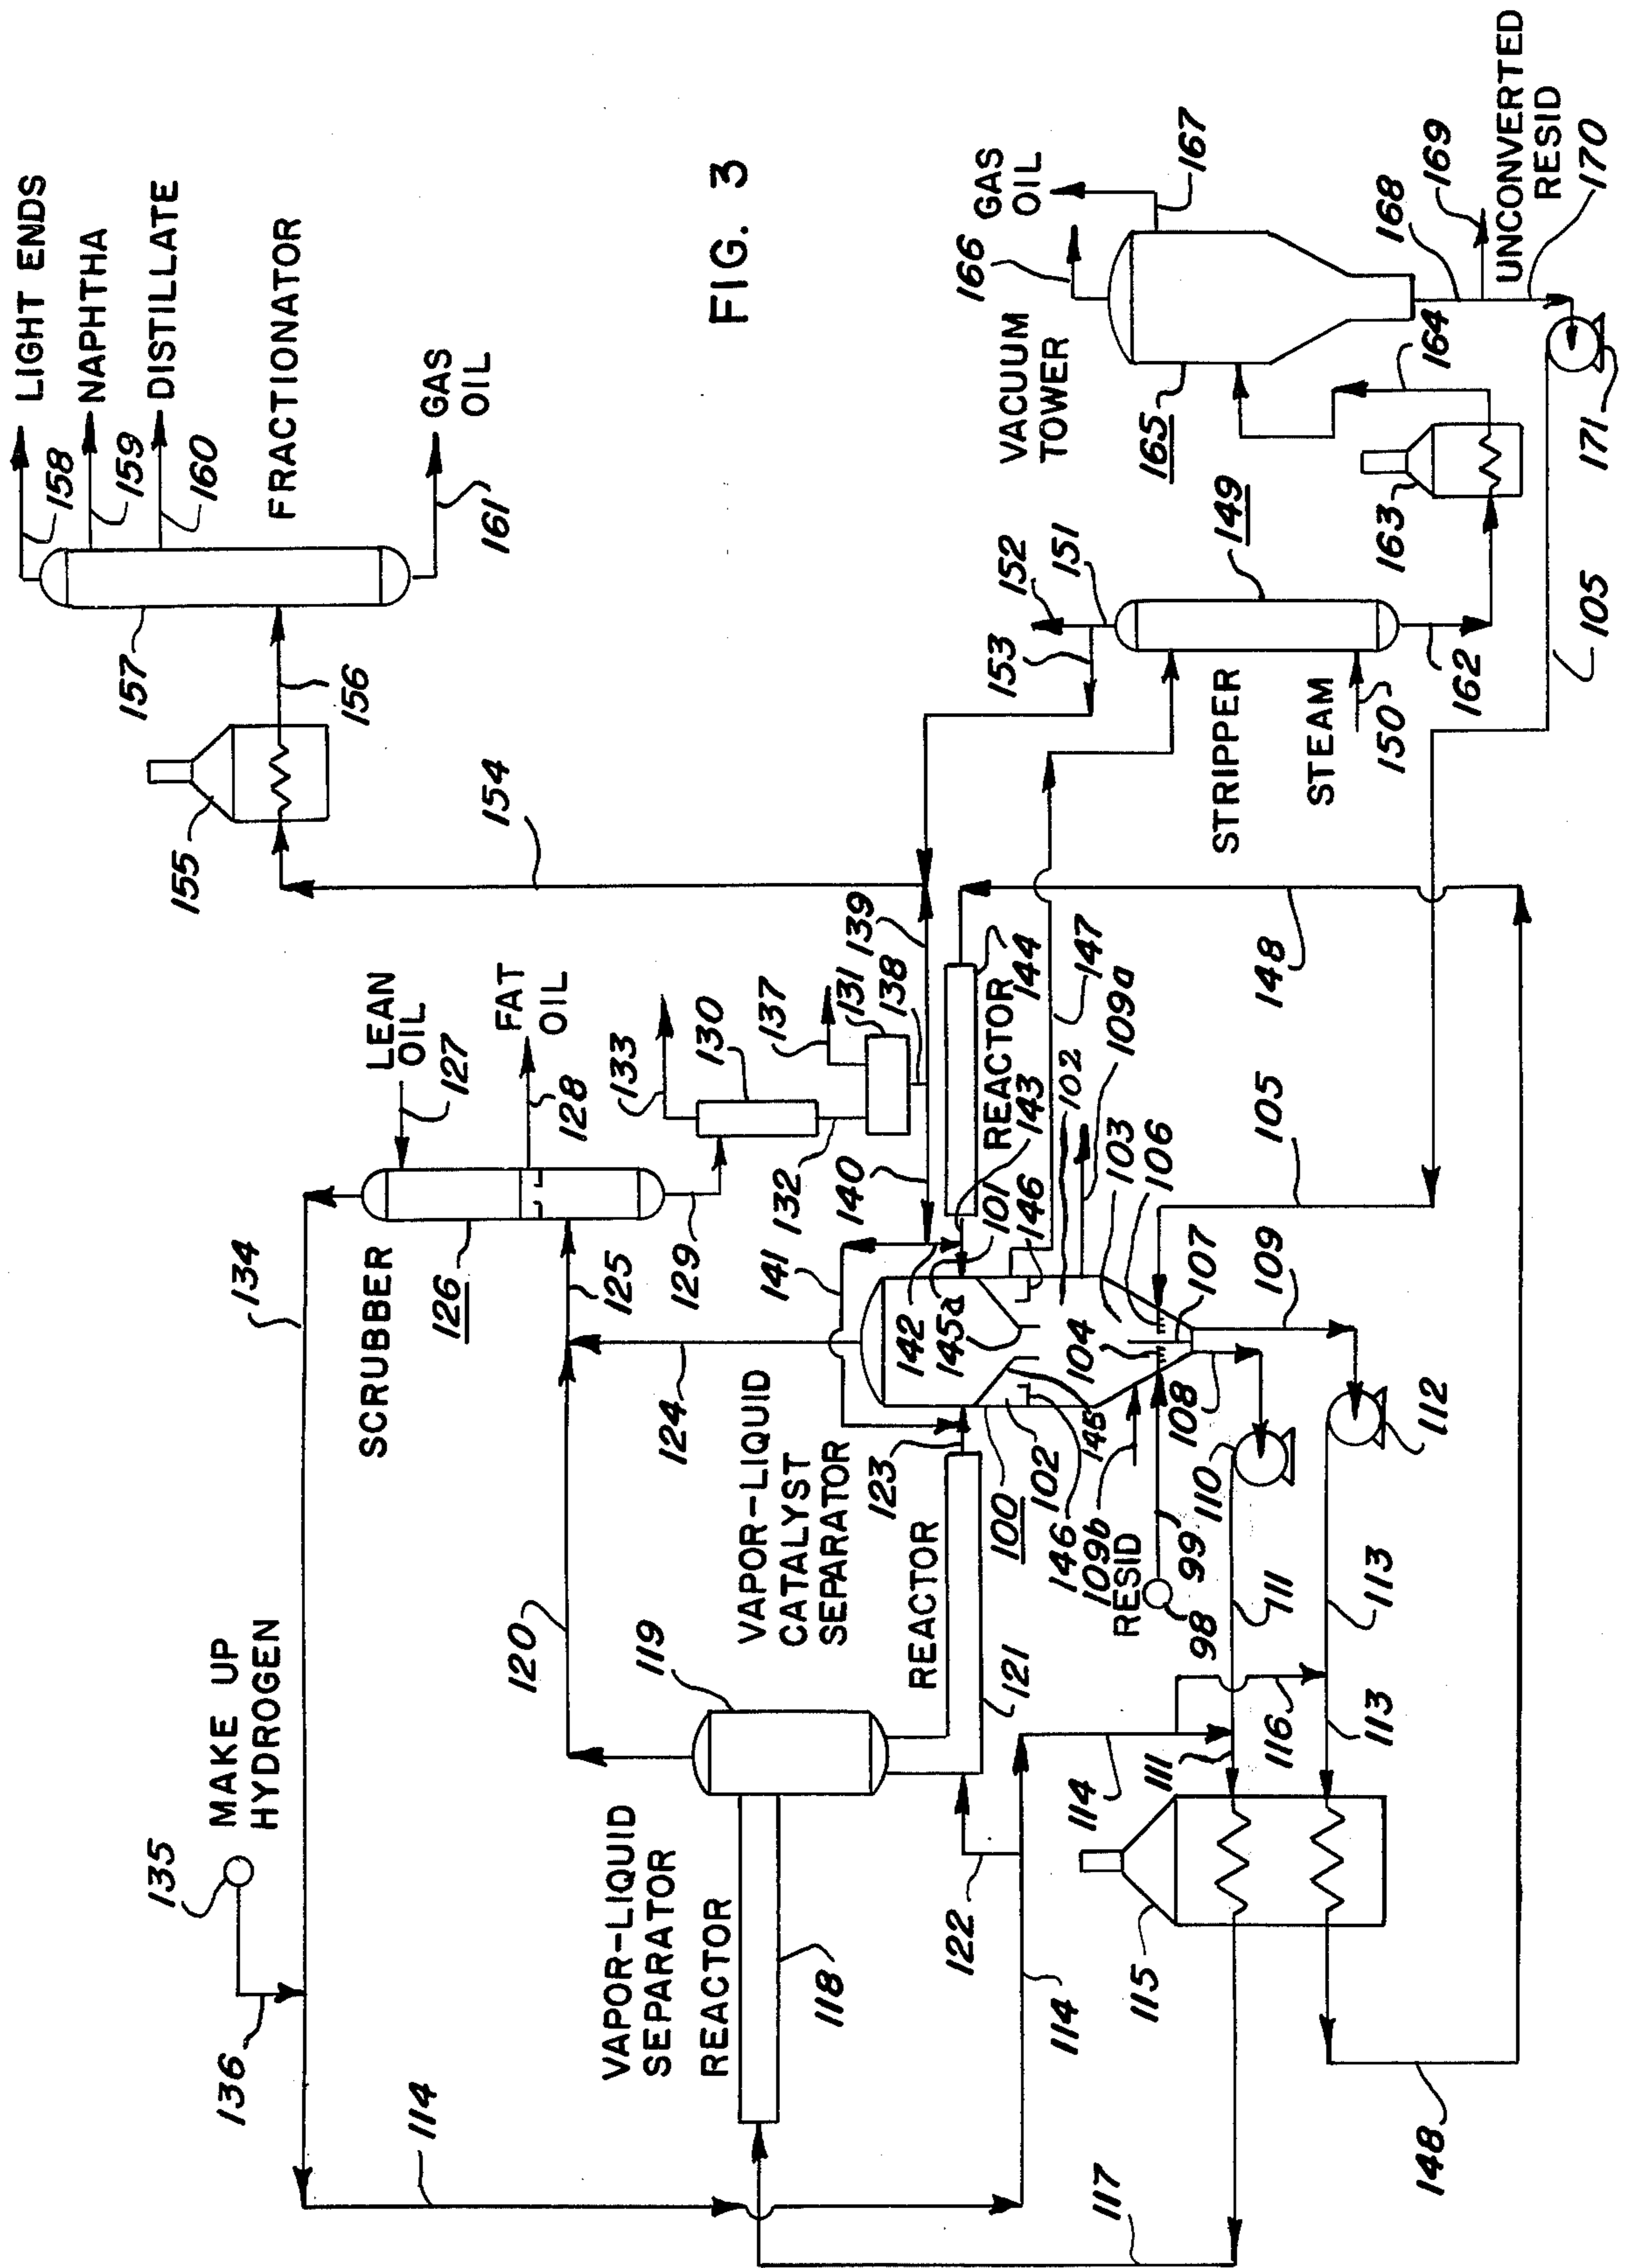 135
MAKE UP
HYDROGEN
136
134
114
LIGHT ENDS
158
NAPHTHA
159
DISTILLATE
160
157
FRACTIONATOR
155
156
GAS
OIL
161
154
SCRUBBER
126
LEAN
OIL
127
FAT
OIL
128
125
129
120
124
133
130
132
131
137
138
139
140
141
FIG. 3
VAPOR-LIQUID
SEPARATOR
119
REACTOR
118
VAPOR-LIQUID
CATALYST
SEPARATOR
123
REACTOR
121
122
142
145a
101
143
REACTOR
144
146
102
147
109a
103
106
104
107
100
102
146
145
109b
RESID
98
99
108
109
110
112
111
113
105
148
114
114
111
116
113
115
117
148
152
151
153
149
STRIPPER
STEAM
150
162
VACUUM
TOWER
165
166
GAS
OIL
167
163
164
168
169
UNCONVERTED
RESID
170
171
105